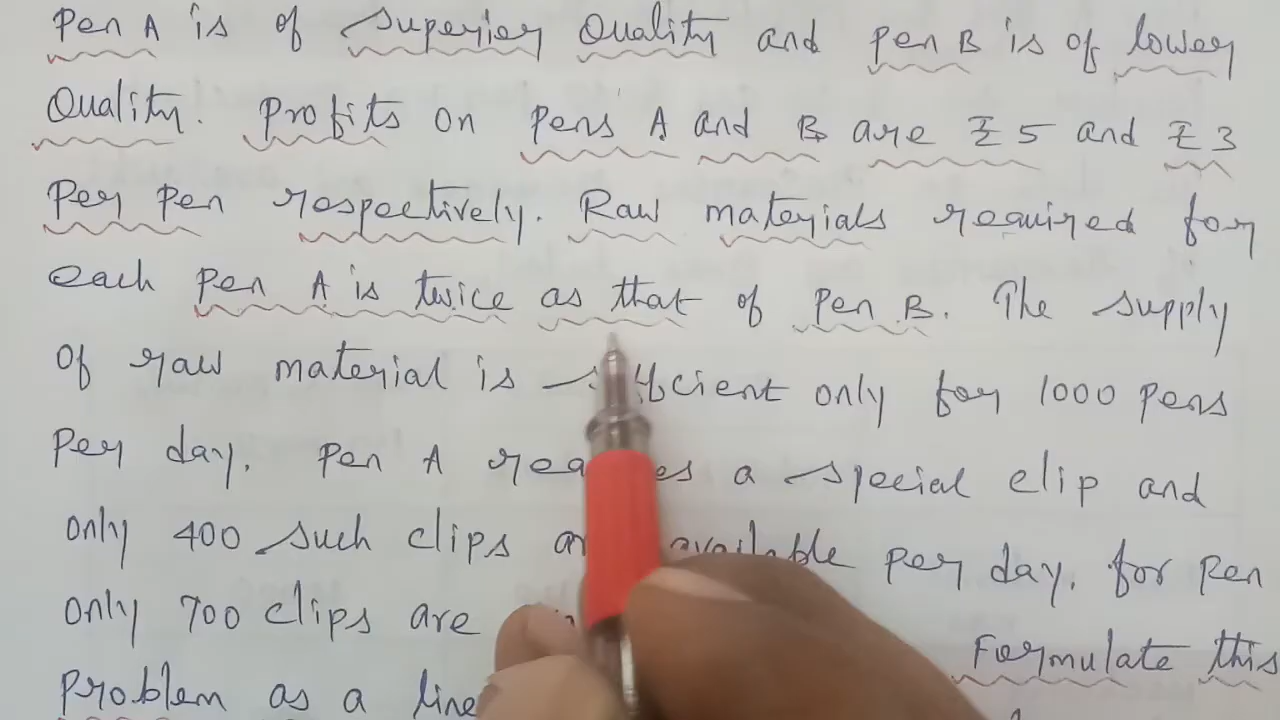 Pen A is of superior Quality and pen B is of lower
Quality. Profits on pens A and B are ₹5 and ₹3
per pen respectively. Raw materials required for
each pen A is twice as that of pen B. The supply
of raw material is only for 1000 pens
per day. Pen A a special clip and
only 400 such clips available per day. for pen
only 700 clips are Formulate this
problem as a